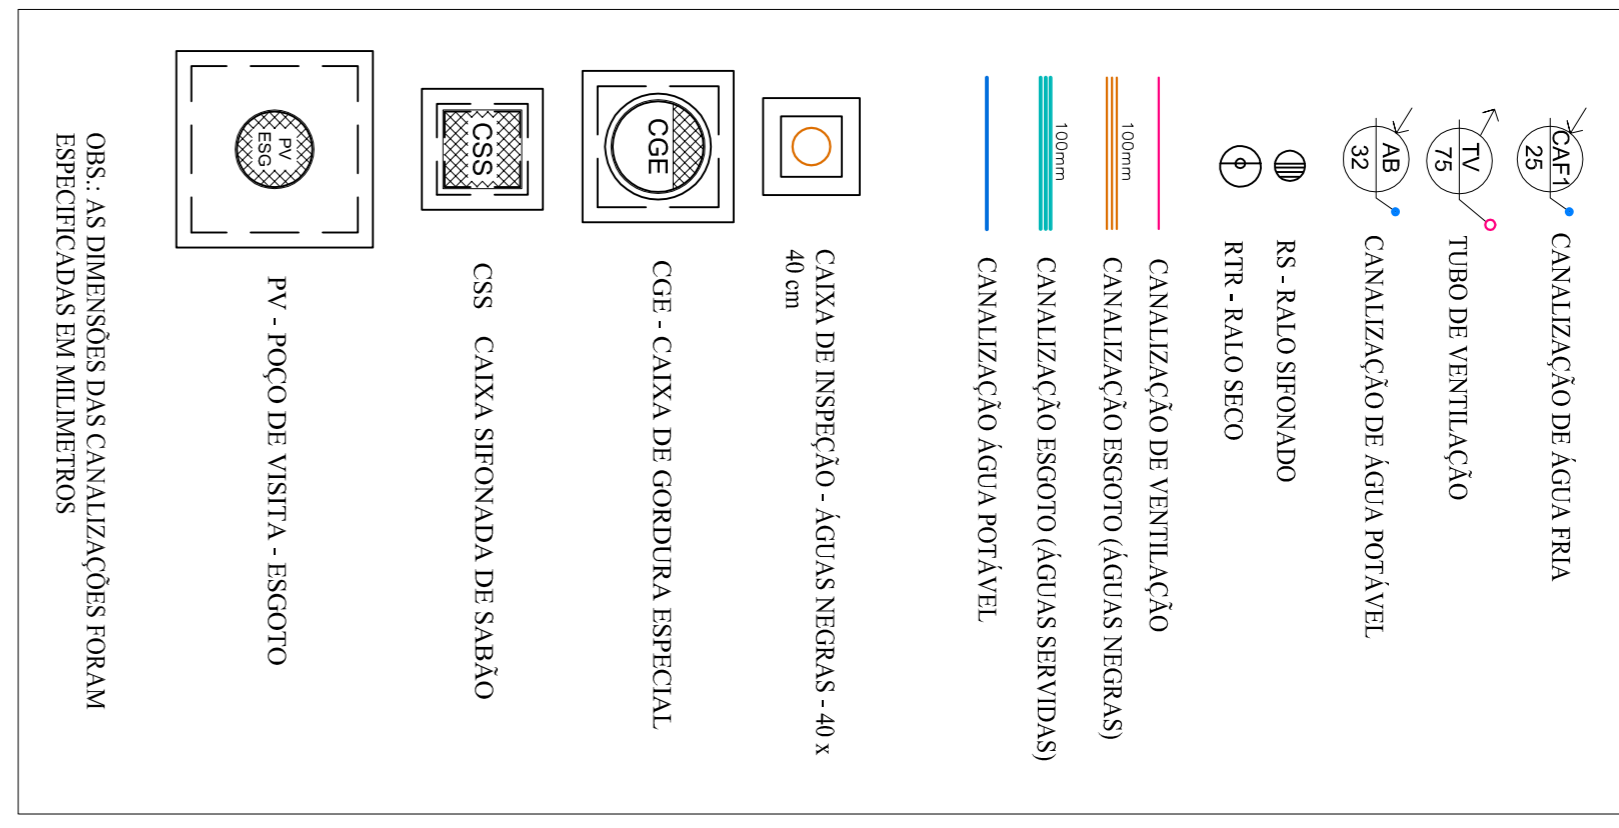 CAF1
25
CANALIZAÇÃO DE ÁGUA FRIA
TV
75
TUBO DE VENTILAÇÃO
AB
32
CANALIZAÇÃO DE ÁGUA POTÁVEL
RS - RALO SIFONADO
RTR - RALO SECO
CANALIZAÇÃO DE VENTILAÇÃO
100mm
CANALIZAÇÃO ESGOTO (ÁGUAS NEGRAS)
100mm
CANALIZAÇÃO ESGOTO (ÁGUAS SERVIDAS)
CANALIZAÇÃO ÁGUA POTÁVEL
CAIXA DE INSPEÇÃO - ÁGUAS NEGRAS - 40 x
40 cm
CGE
CGE - CAIXA DE GORDURA ESPECIAL
CSS
CSS CAIXA SIFONADA DE SABÃO
PV
ESG
PV - POÇO DE VISITA - ESGOTO
OBS.: AS DIMENSÕES DAS CANALIZAÇÕES FORAM
ESPECIFICADAS EM MILIMETROS